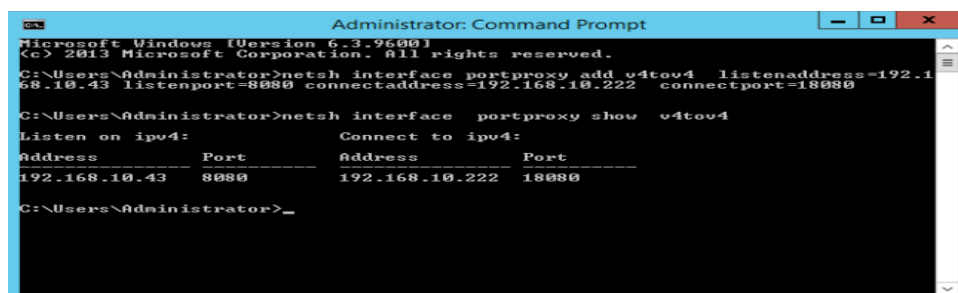 Administrator: Command Prompt
Microsoft Windows [Version 6.3.9600]
(c) 2013 Microsoft Corporation. All rights reserved.
C:\Users\Administrator>netsh interface portproxy add v4tov4  listenaddress=192.1
68.10.43 listenport=8080 connectaddress=192.168.10.222  connectport=18080
C:\Users\Administrator>netsh interface  portproxy show  v4tov4
Listen on ipv4:             Connect to ipv4:
Address         Port        Address         Port
--------------- ----------  --------------- ----------
192.168.10.43   8080        192.168.10.222  18080
C:\Users\Administrator>_